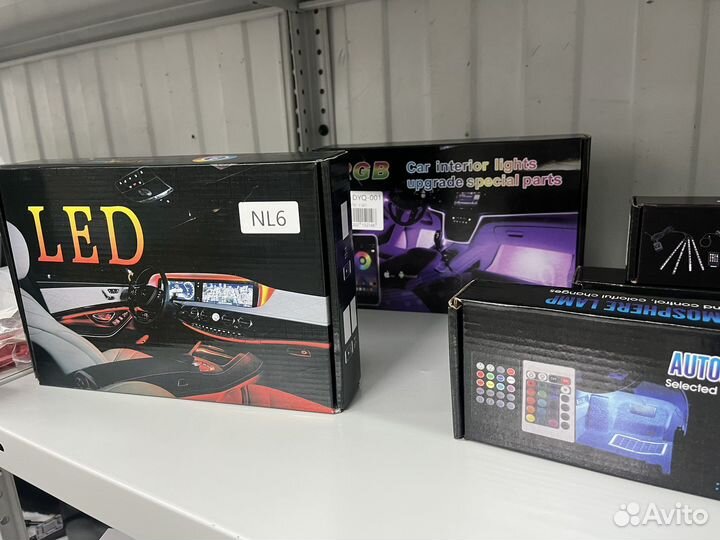 LED
NL6
RGB
Car interior lights
upgrade special parts
DYQ-001
MOSPHERE LAMP
nd control, colorful changes
AUTO
Selected
Avito